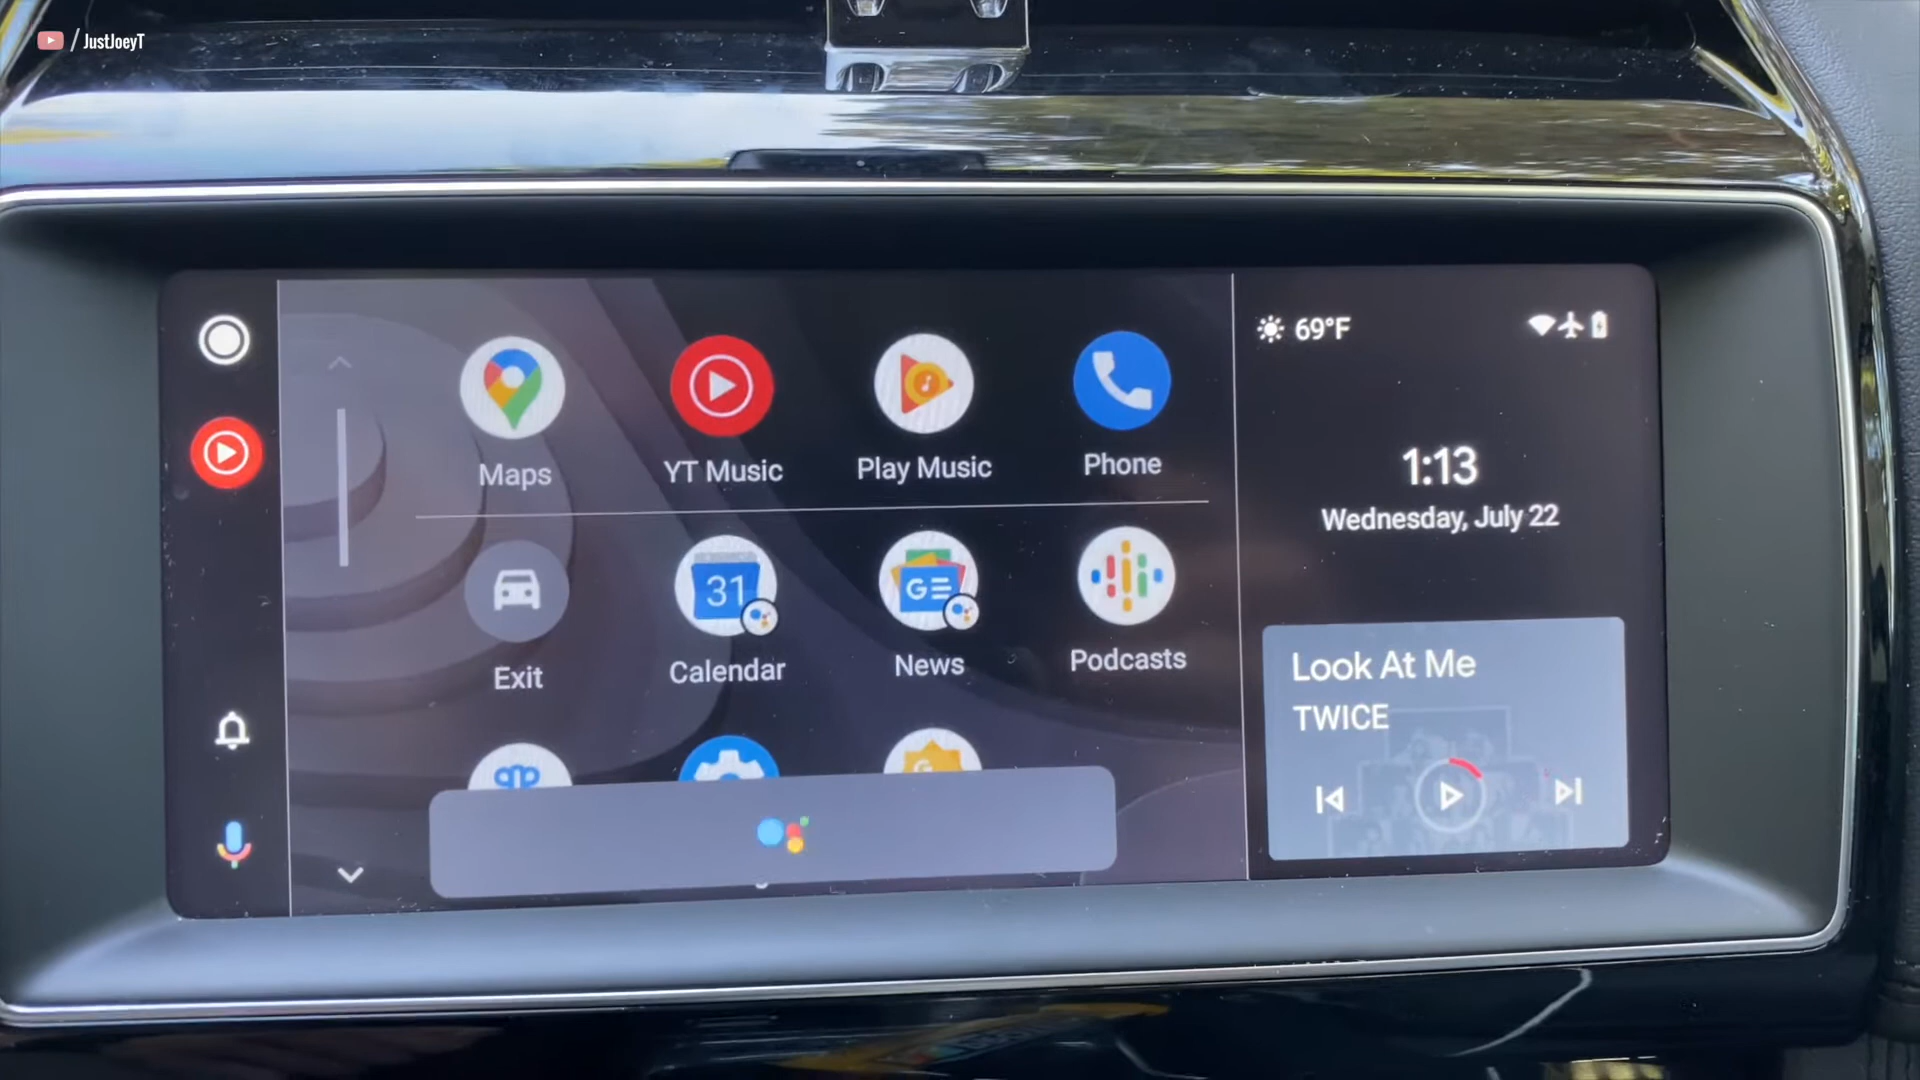 / JustJoeyT
69°F
Maps
YT Music
Play Music
Phone
1:13
Wednesday, July 22
31
G
Exit
Calendar
News
Podcasts
Look At Me
TWICE
G